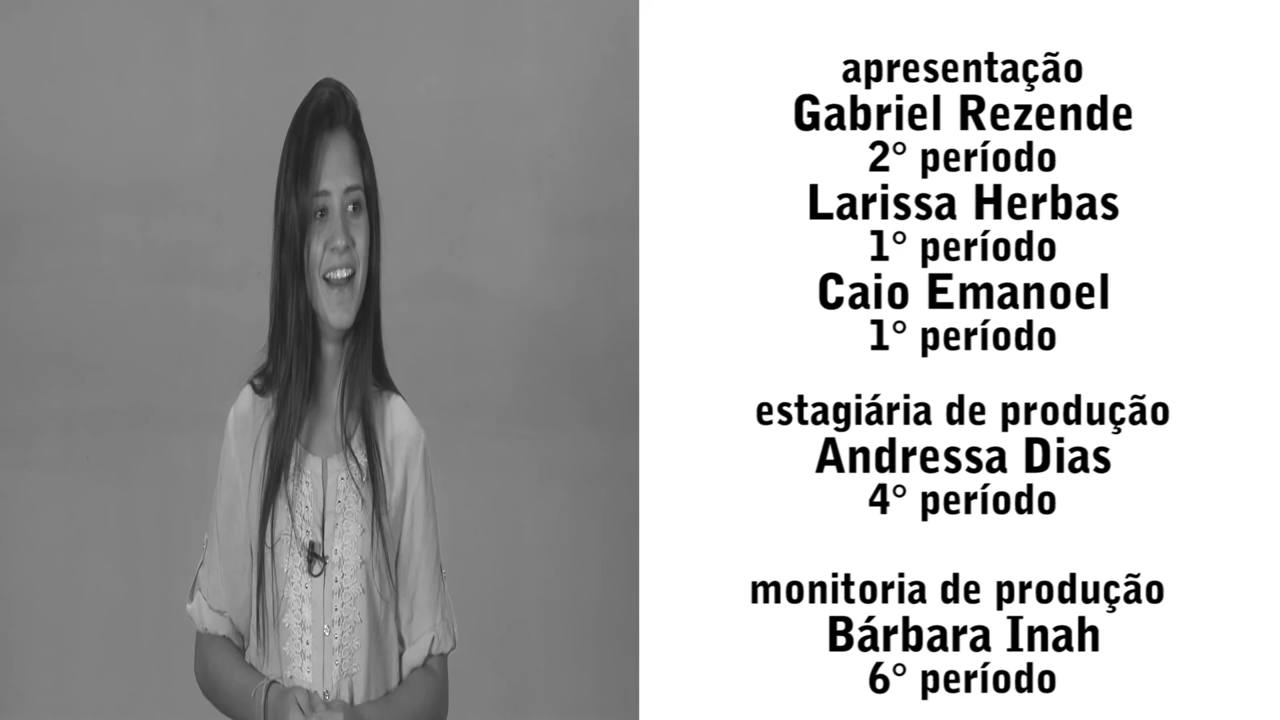 apresentação
Gabriel Rezende
2° período
Larissa Herbas
1° período
Caio Emanoel
1° período
estagiária de produção
Andressa Dias
4° período
monitoria de produção
Bárbara Inah
6° período